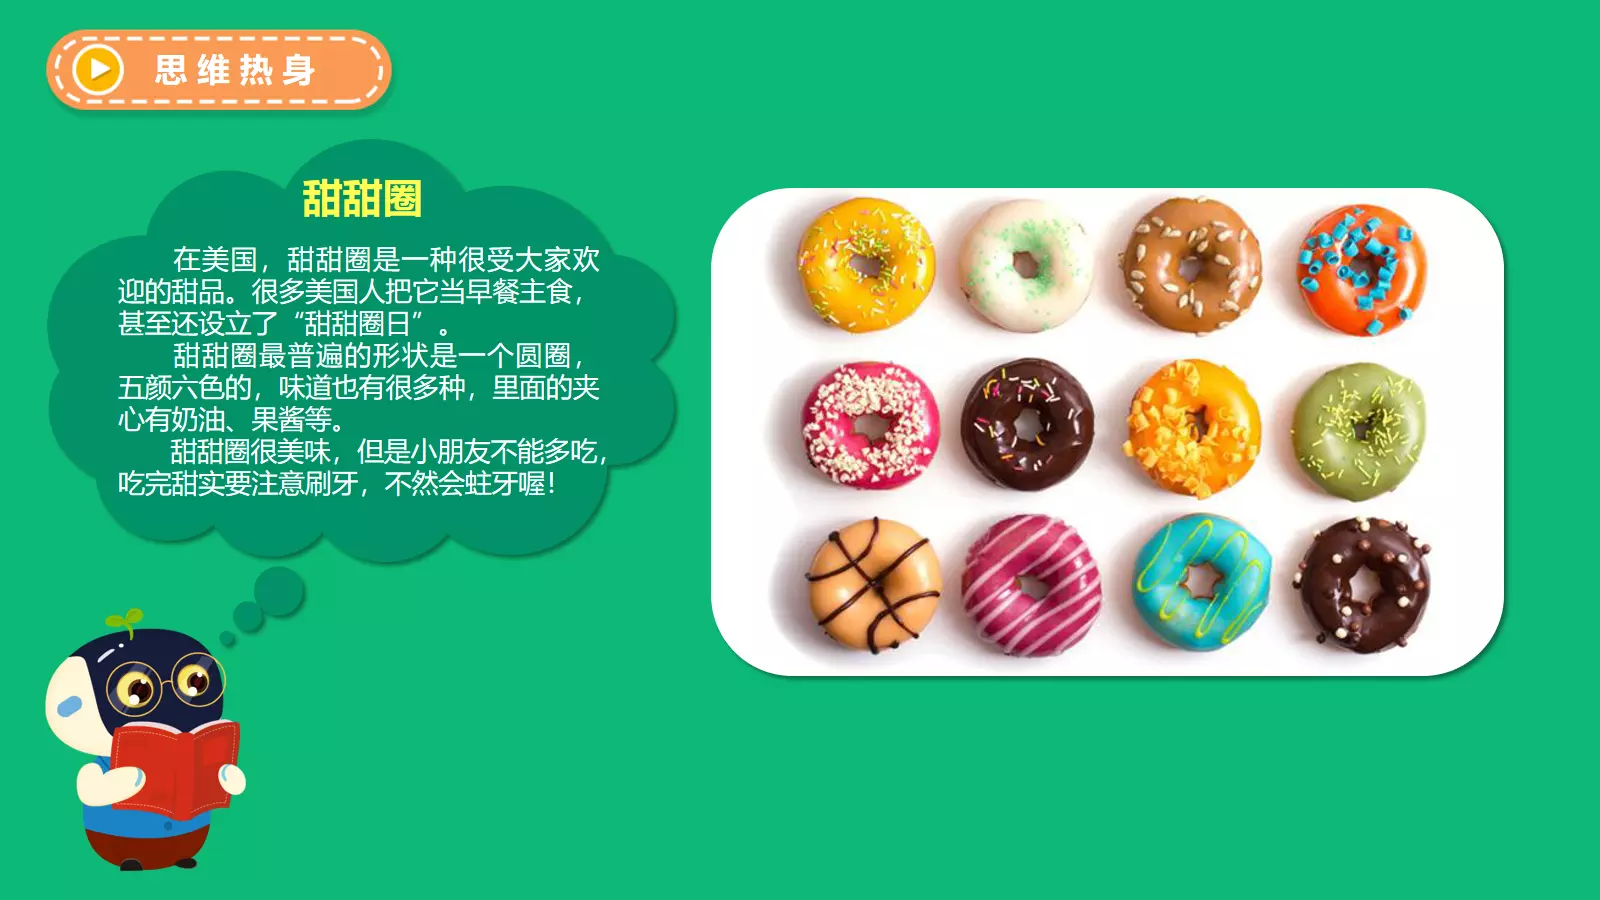 思维热身
甜甜圈
在美国，甜甜圈是一种很受大家欢
迎的甜品。很多美国人把它当早餐主食，
甚至还设立了“甜甜圈日”。
甜甜圈最普遍的形状是一个圆圈，
五颜六色的，味道也有很多种，里面的夹
心有奶油、果酱等。
甜甜圈很美味，但是小朋友不能多吃，
吃完甜实要注意刷牙，不然会蛀牙喔！